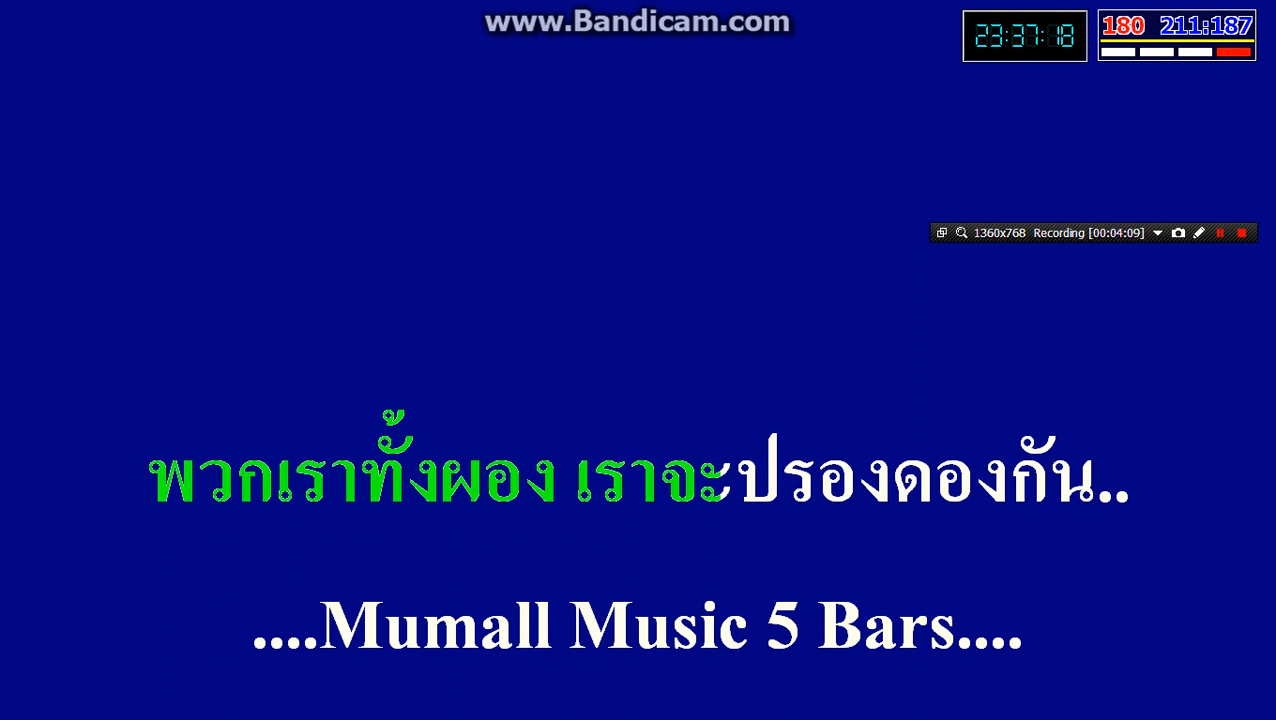 www.Bandicam.com
23:37:18
180 211:187
1360x768 Recording [00:04:09]
พวกเราทั้งผอง เราจะปรองดองกัน..
....Mumall Music 5 Bars....